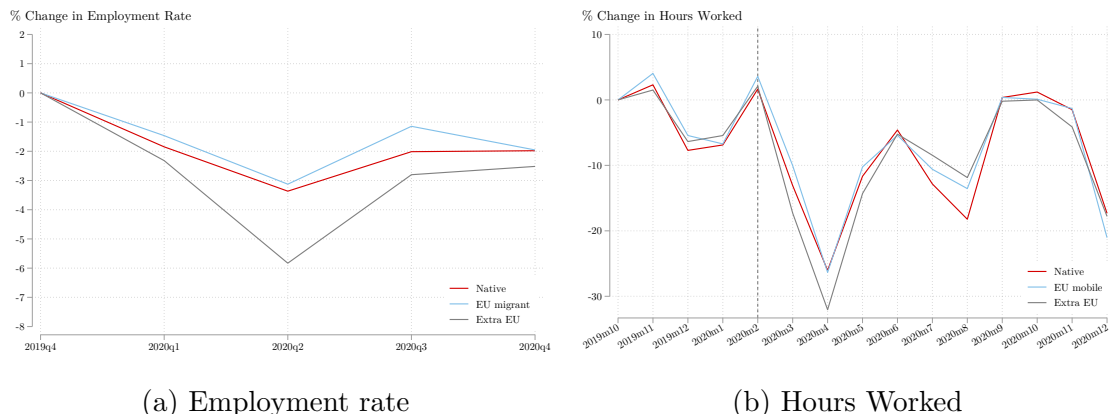 % Change in Employment Rate
2
1
0
-1
-2
-3
-4
-5
-6
-7
-8
Native
EU migrant
Extra EU
2019q4 2020q1 2020q2 2020q3 2020q4
(a) Employment rate
% Change in Hours Worked
10
0
-10
-20
-30
Native
EU mobile
Extra EU
2019m10 2019m11 2019m12 2020m1 2020m2 2020m3 2020m4 2020m5 2020m6 2020m7 2020m8 2020m9 2020m10 2020m11 2020m12
(b) Hours Worked